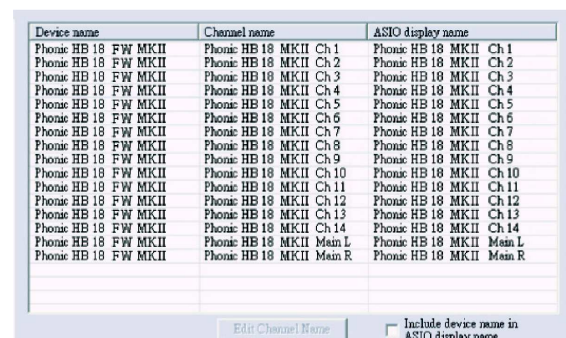 Device name Channel name ASIO display name
Phonic HB 18 FW MKII Phonic HB 18 MKII Ch 1 Phonic HB 18 MKII Ch 1
Phonic HB 18 FW MKII Phonic HB 18 MKII Ch 2 Phonic HB 18 MKII Ch 2
Phonic HB 18 FW MKII Phonic HB 18 MKII Ch 3 Phonic HB 18 MKII Ch 3
Phonic HB 18 FW MKII Phonic HB 18 MKII Ch 4 Phonic HB 18 MKII Ch 4
Phonic HB 18 FW MKII Phonic HB 18 MKII Ch 5 Phonic HB 18 MKII Ch 5
Phonic HB 18 FW MKII Phonic HB 18 MKII Ch 6 Phonic HB 18 MKII Ch 6
Phonic HB 18 FW MKII Phonic HB 18 MKII Ch 7 Phonic HB 18 MKII Ch 7
Phonic HB 18 FW MKII Phonic HB 18 MKII Ch 8 Phonic HB 18 MKII Ch 8
Phonic HB 18 FW MKII Phonic HB 18 MKII Ch 9 Phonic HB 18 MKII Ch 9
Phonic HB 18 FW MKII Phonic HB 18 MKII Ch 10 Phonic HB 18 MKII Ch 10
Phonic HB 18 FW MKII Phonic HB 18 MKII Ch 11 Phonic HB 18 MKII Ch 11
Phonic HB 18 FW MKII Phonic HB 18 MKII Ch 12 Phonic HB 18 MKII Ch 12
Phonic HB 18 FW MKII Phonic HB 18 MKII Ch 13 Phonic HB 18 MKII Ch 13
Phonic HB 18 FW MKII Phonic HB 18 MKII Ch 14 Phonic HB 18 MKII Ch 14
Phonic HB 18 FW MKII Phonic HB 18 MKII Main L Phonic HB 18 MKII Main L
Phonic HB 18 FW MKII Phonic HB 18 MKII Main R Phonic HB 18 MKII Main R
Edit Channel Name Include device name in
ASIO display name